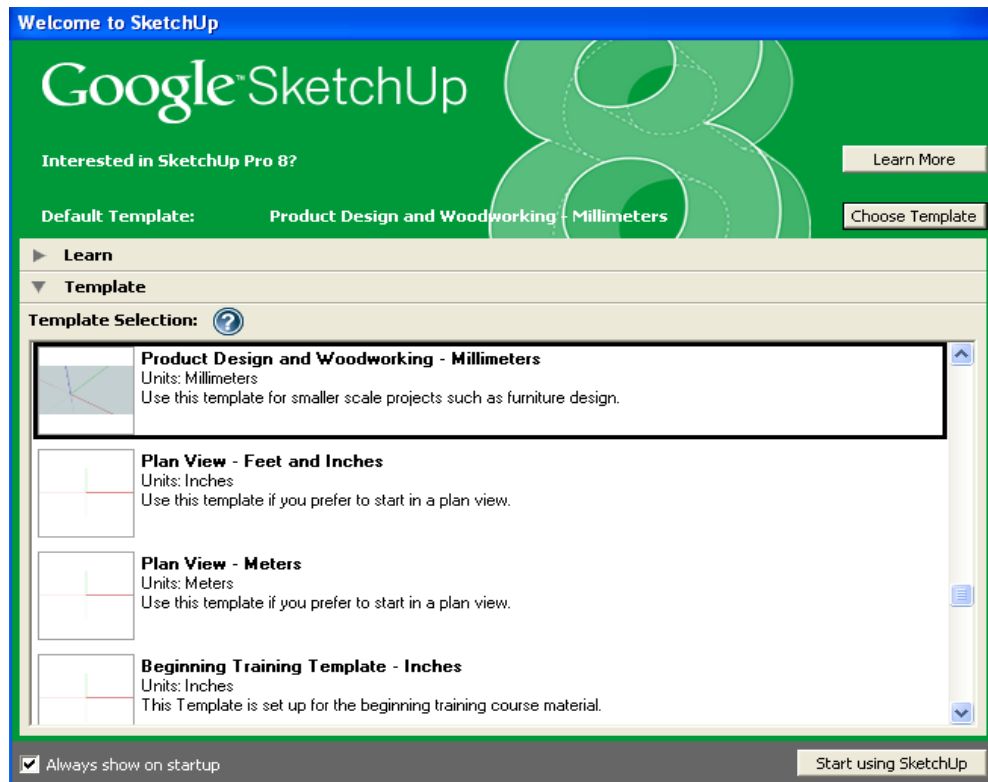 Welcome to SketchUp
Google™ SketchUp
8
Interested in SketchUp Pro 8?
Learn More
Default Template: Product Design and Woodworking - Millimeters
Choose Template
Learn
Template
Template Selection: ?
Product Design and Woodworking - Millimeters
Units: Millimeters
Use this template for smaller scale projects such as furniture design.
Plan View - Feet and Inches
Units: Inches
Use this template if you prefer to start in a plan view.
Plan View - Meters
Units: Meters
Use this template if you prefer to start in a plan view.
Beginning Training Template - Inches
Units: Inches
This Template is set up for the beginning training course material.
Always show on startup
Start using SketchUp